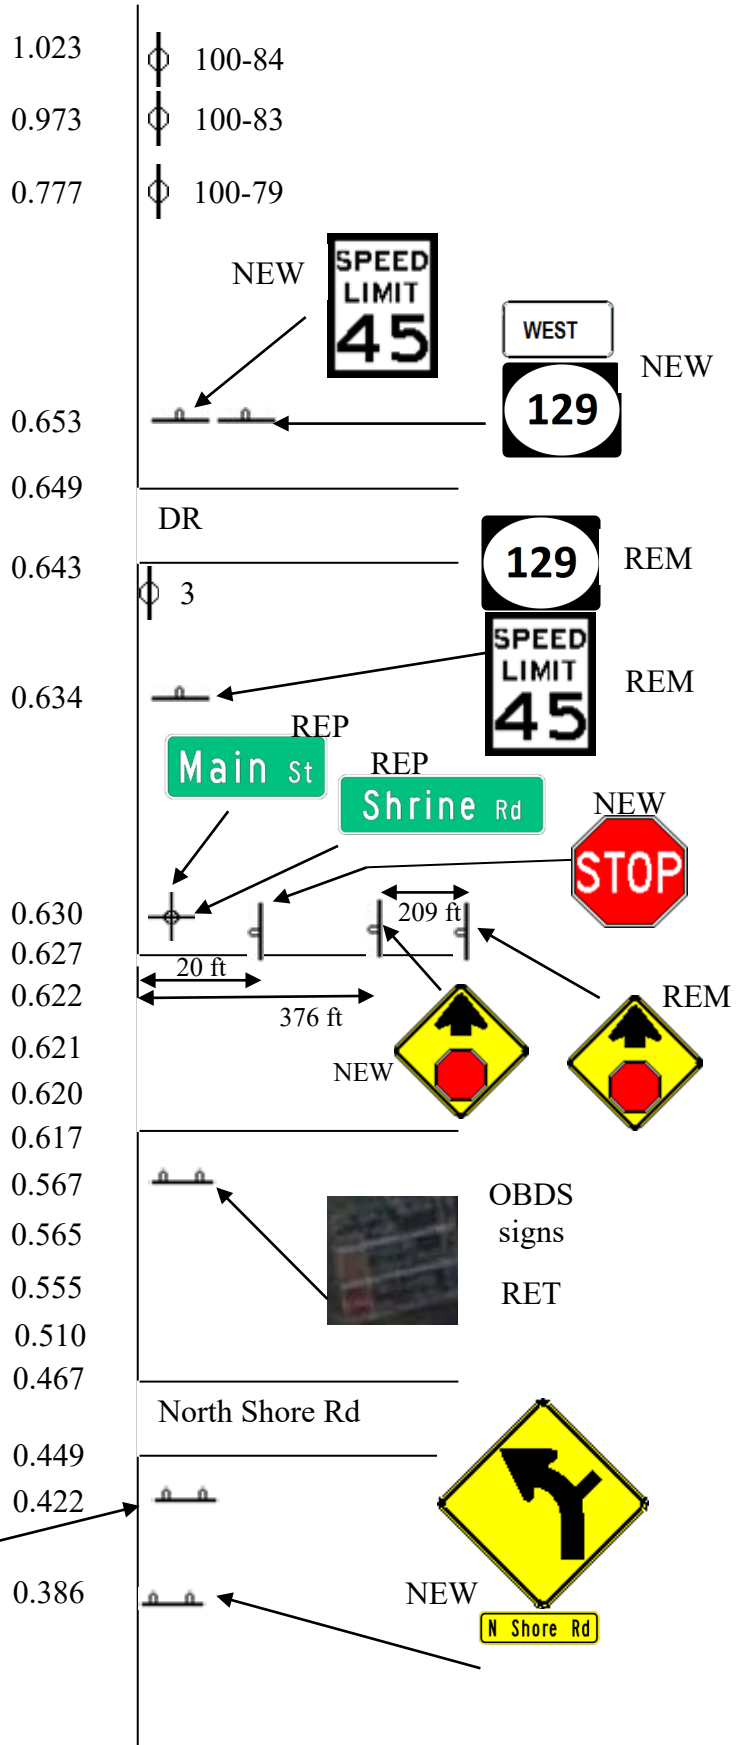 1.023
100-84
0.973
100-83
0.777
100-79
NEW
SPEED
LIMIT
45
WEST
129
NEW
0.653
0.649
DR
0.643
129
REM
3
SPEED
LIMIT
45
REM
0.634
REP
Main St
REP
Shrine Rd
NEW
STOP
0.630
209 ft
0.627
20 ft
0.622
376 ft
REM
0.621
NEW
0.620
0.617
0.567
OBDS
signs
0.565
0.555
RET
0.510
0.467
North Shore Rd
0.449
0.422
0.386
NEW
N Shore Rd